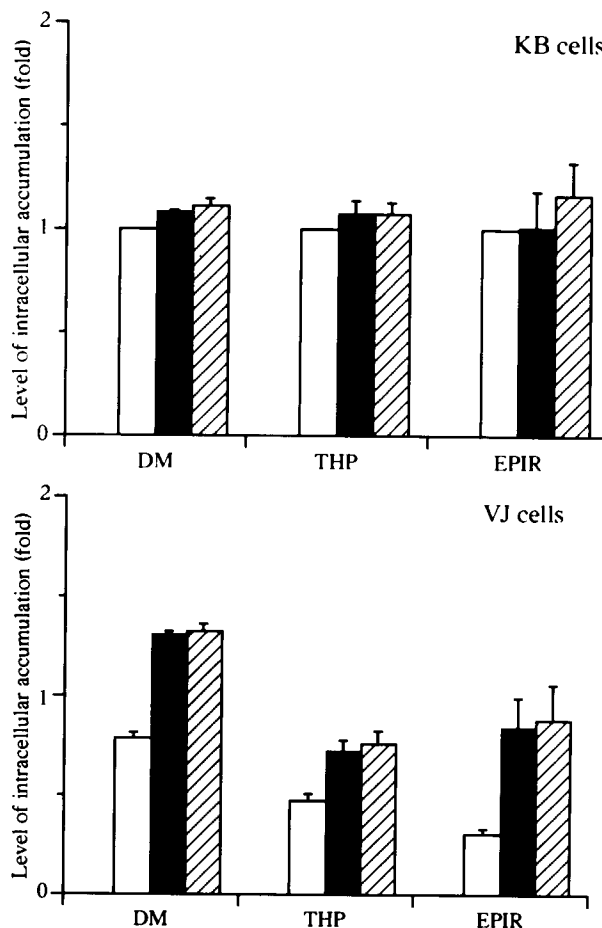 2
KB cells
Level of intracellular accumulation (fold)
1
0
DM THP EPIR
2
VJ cells
Level of intracellular accumulation (fold)
1
0
DM THP EPIR